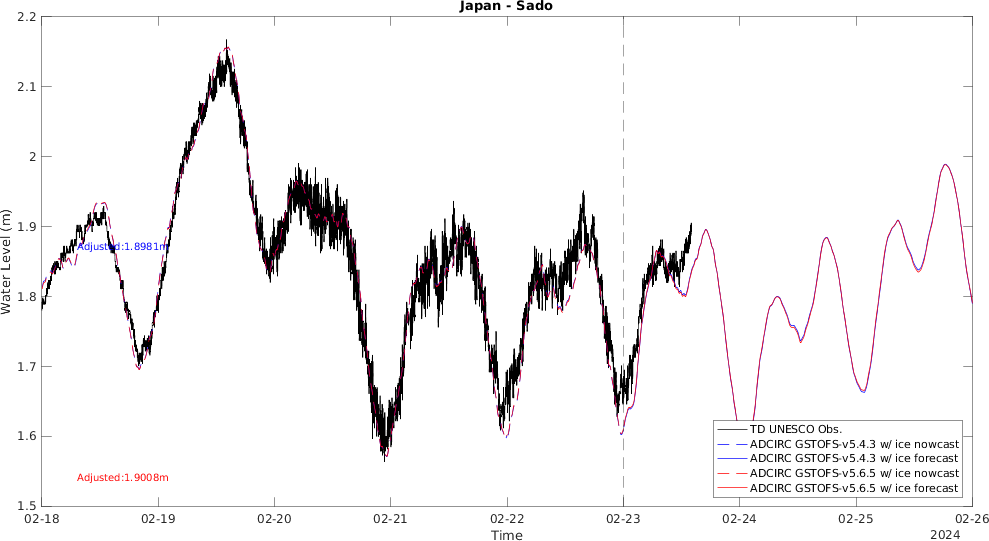 Japan - Sado
2.2
2.1
2
1.9
1.8
1.7
1.6
1.5
Water Level (m)
Adjusted:1.8981m
Adjusted:1.9008m
TD UNESCO Obs.
ADCIRC GSTOFS-v5.4.3 w/ ice nowcast
ADCIRC GSTOFS-v5.4.3 w/ ice forecast
ADCIRC GSTOFS-v5.6.5 w/ ice nowcast
ADCIRC GSTOFS-v5.6.5 w/ ice forecast
02-18 02-19 02-20 02-21 02-22 02-23 02-24 02-25 02-26
Time
2024